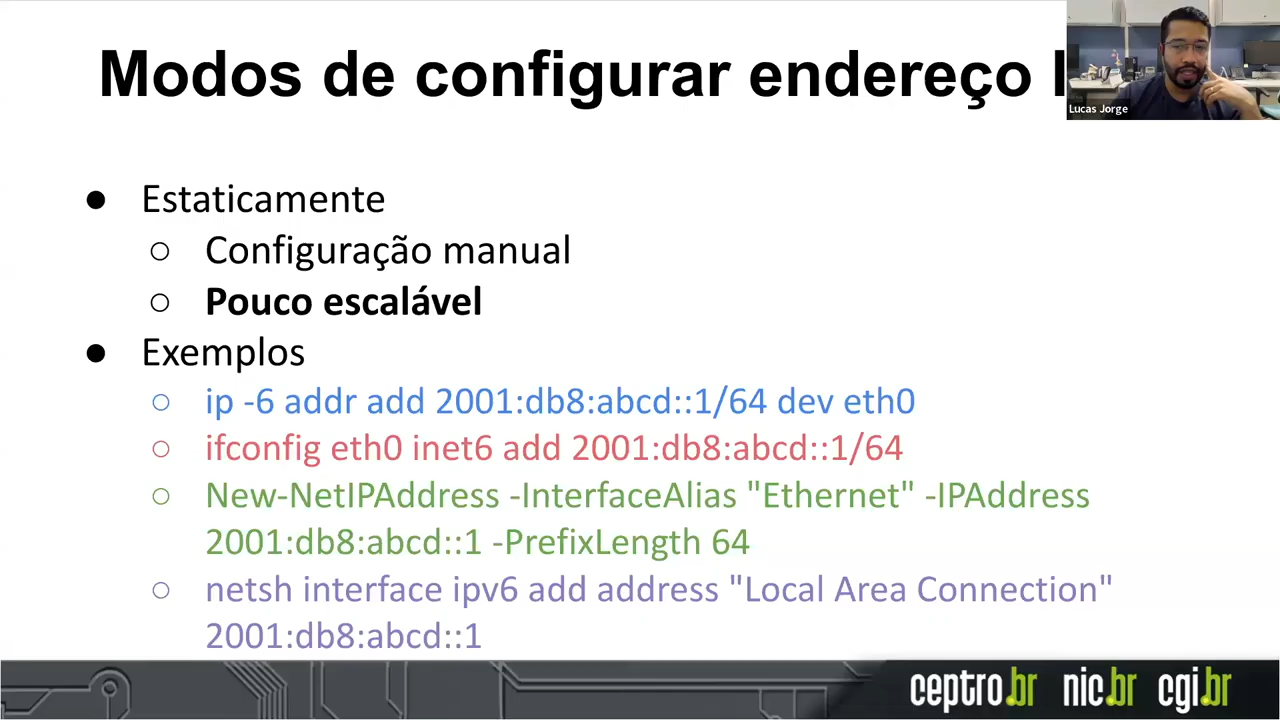 Modos de configurar endereço I
Lucas Jorge
● Estaticamente
○ Configuração manual
○ Pouco escalável
● Exemplos
○ ip -6 addr add 2001:db8:abcd::1/64 dev eth0
○ ifconfig eth0 inet6 add 2001:db8:abcd::1/64
○ New-NetIPAddress -InterfaceAlias "Ethernet" -IPAddress
2001:db8:abcd::1 -PrefixLength 64
○ netsh interface ipv6 add address "Local Area Connection"
2001:db8:abcd::1
ceptro.br nic.br cgi.br